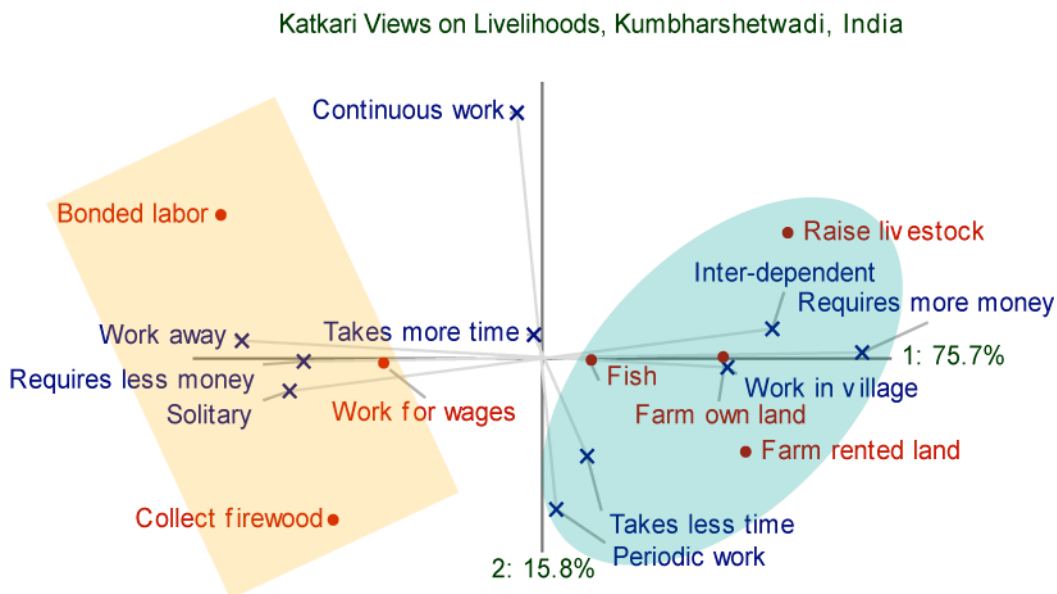 Katkari Views on Livelihoods, Kumbharshetwadi, India
Continuous work
Bonded labor
Raise livestock
Inter-dependent
Requires more money
Work away
Takes more time
1: 75.7%
Requires less money
Fish
Work in village
Solitary
Work for wages
Farm own land
Farm rented land
Collect firewood
Takes less time
Periodic work
2: 15.8%